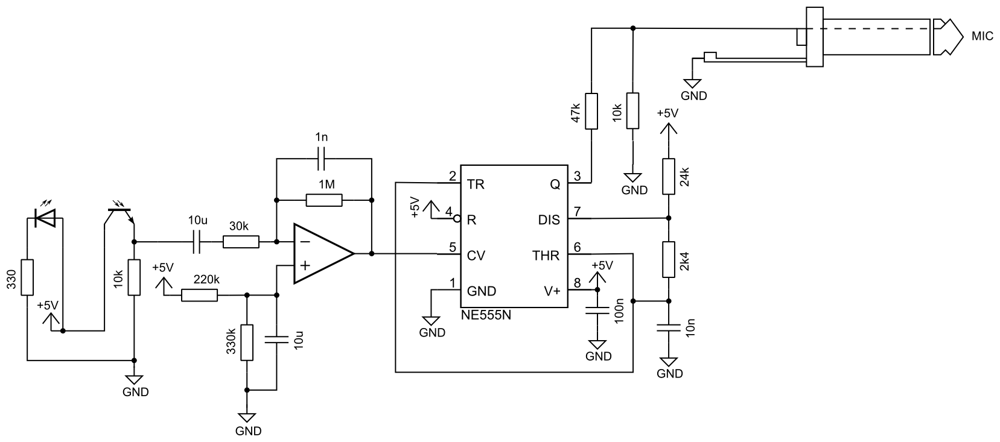 MIC
GND
47k
10k
+5V
24k
GND
1n
1M
2
TR
Q
3
+5V
4
R
DIS
7
10u
30k
5
CV
THR
6
2k4
330
10k
+5V
220k
+5V
1
GND
V+
8
+5V
NE555N
100n
GND
330k
10u
10n
GND
GND
GND
GND